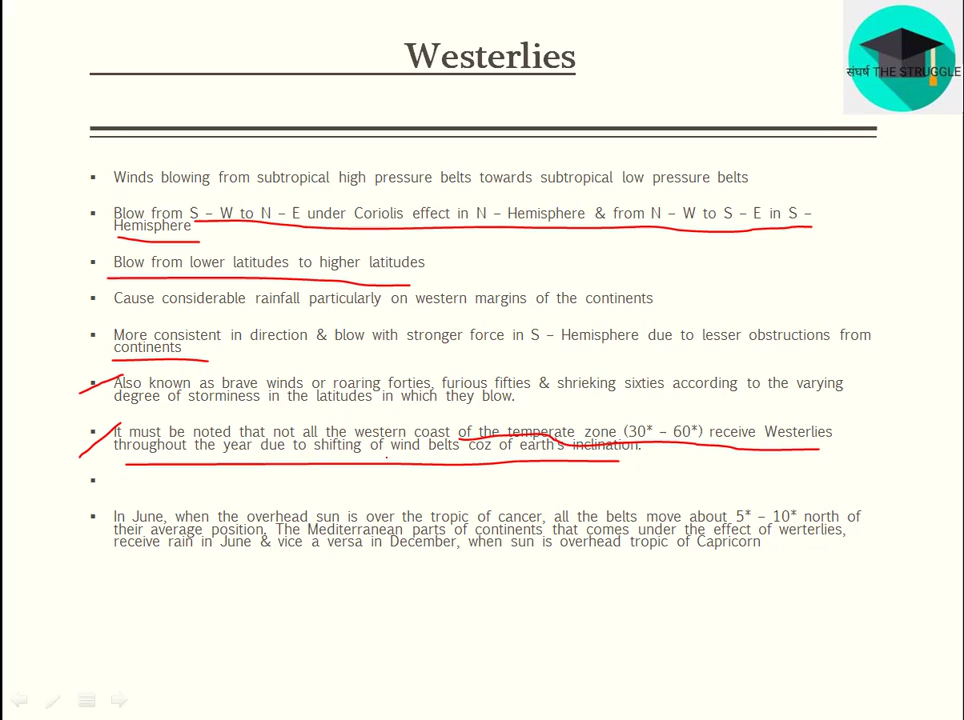 Westerlies
संघर्ष THE STRUGGLE
▪ Winds blowing from subtropical high pressure belts towards subtropical low pressure belts
▪ Blow from S – W to N – E under Coriolis effect in N – Hemisphere & from N – W to S – E in S –
Hemisphere
▪ Blow from lower latitudes to higher latitudes
▪ Cause considerable rainfall particularly on western margins of the continents
▪ More consistent in direction & blow with stronger force in S – Hemisphere due to lesser obstructions from
continents
▪ Also known as brave winds or roaring forties, furious fifties & shrieking sixties according to the varying
degree of storminess in the latitudes in which they blow.
▪ It must be noted that not all the western coast of the temperate zone (30* – 60*) receive Westerlies
throughout the year due to shifting of wind belts coz of earth's inclination.
▪
▪ In June, when the overhead sun is over the tropic of cancer, all the belts move about 5* – 10* north of
their average position. The Mediterranean parts of continents that comes under the effect of werterlies,
receive rain in June & vice a versa in December, when sun is overhead tropic of Capricorn